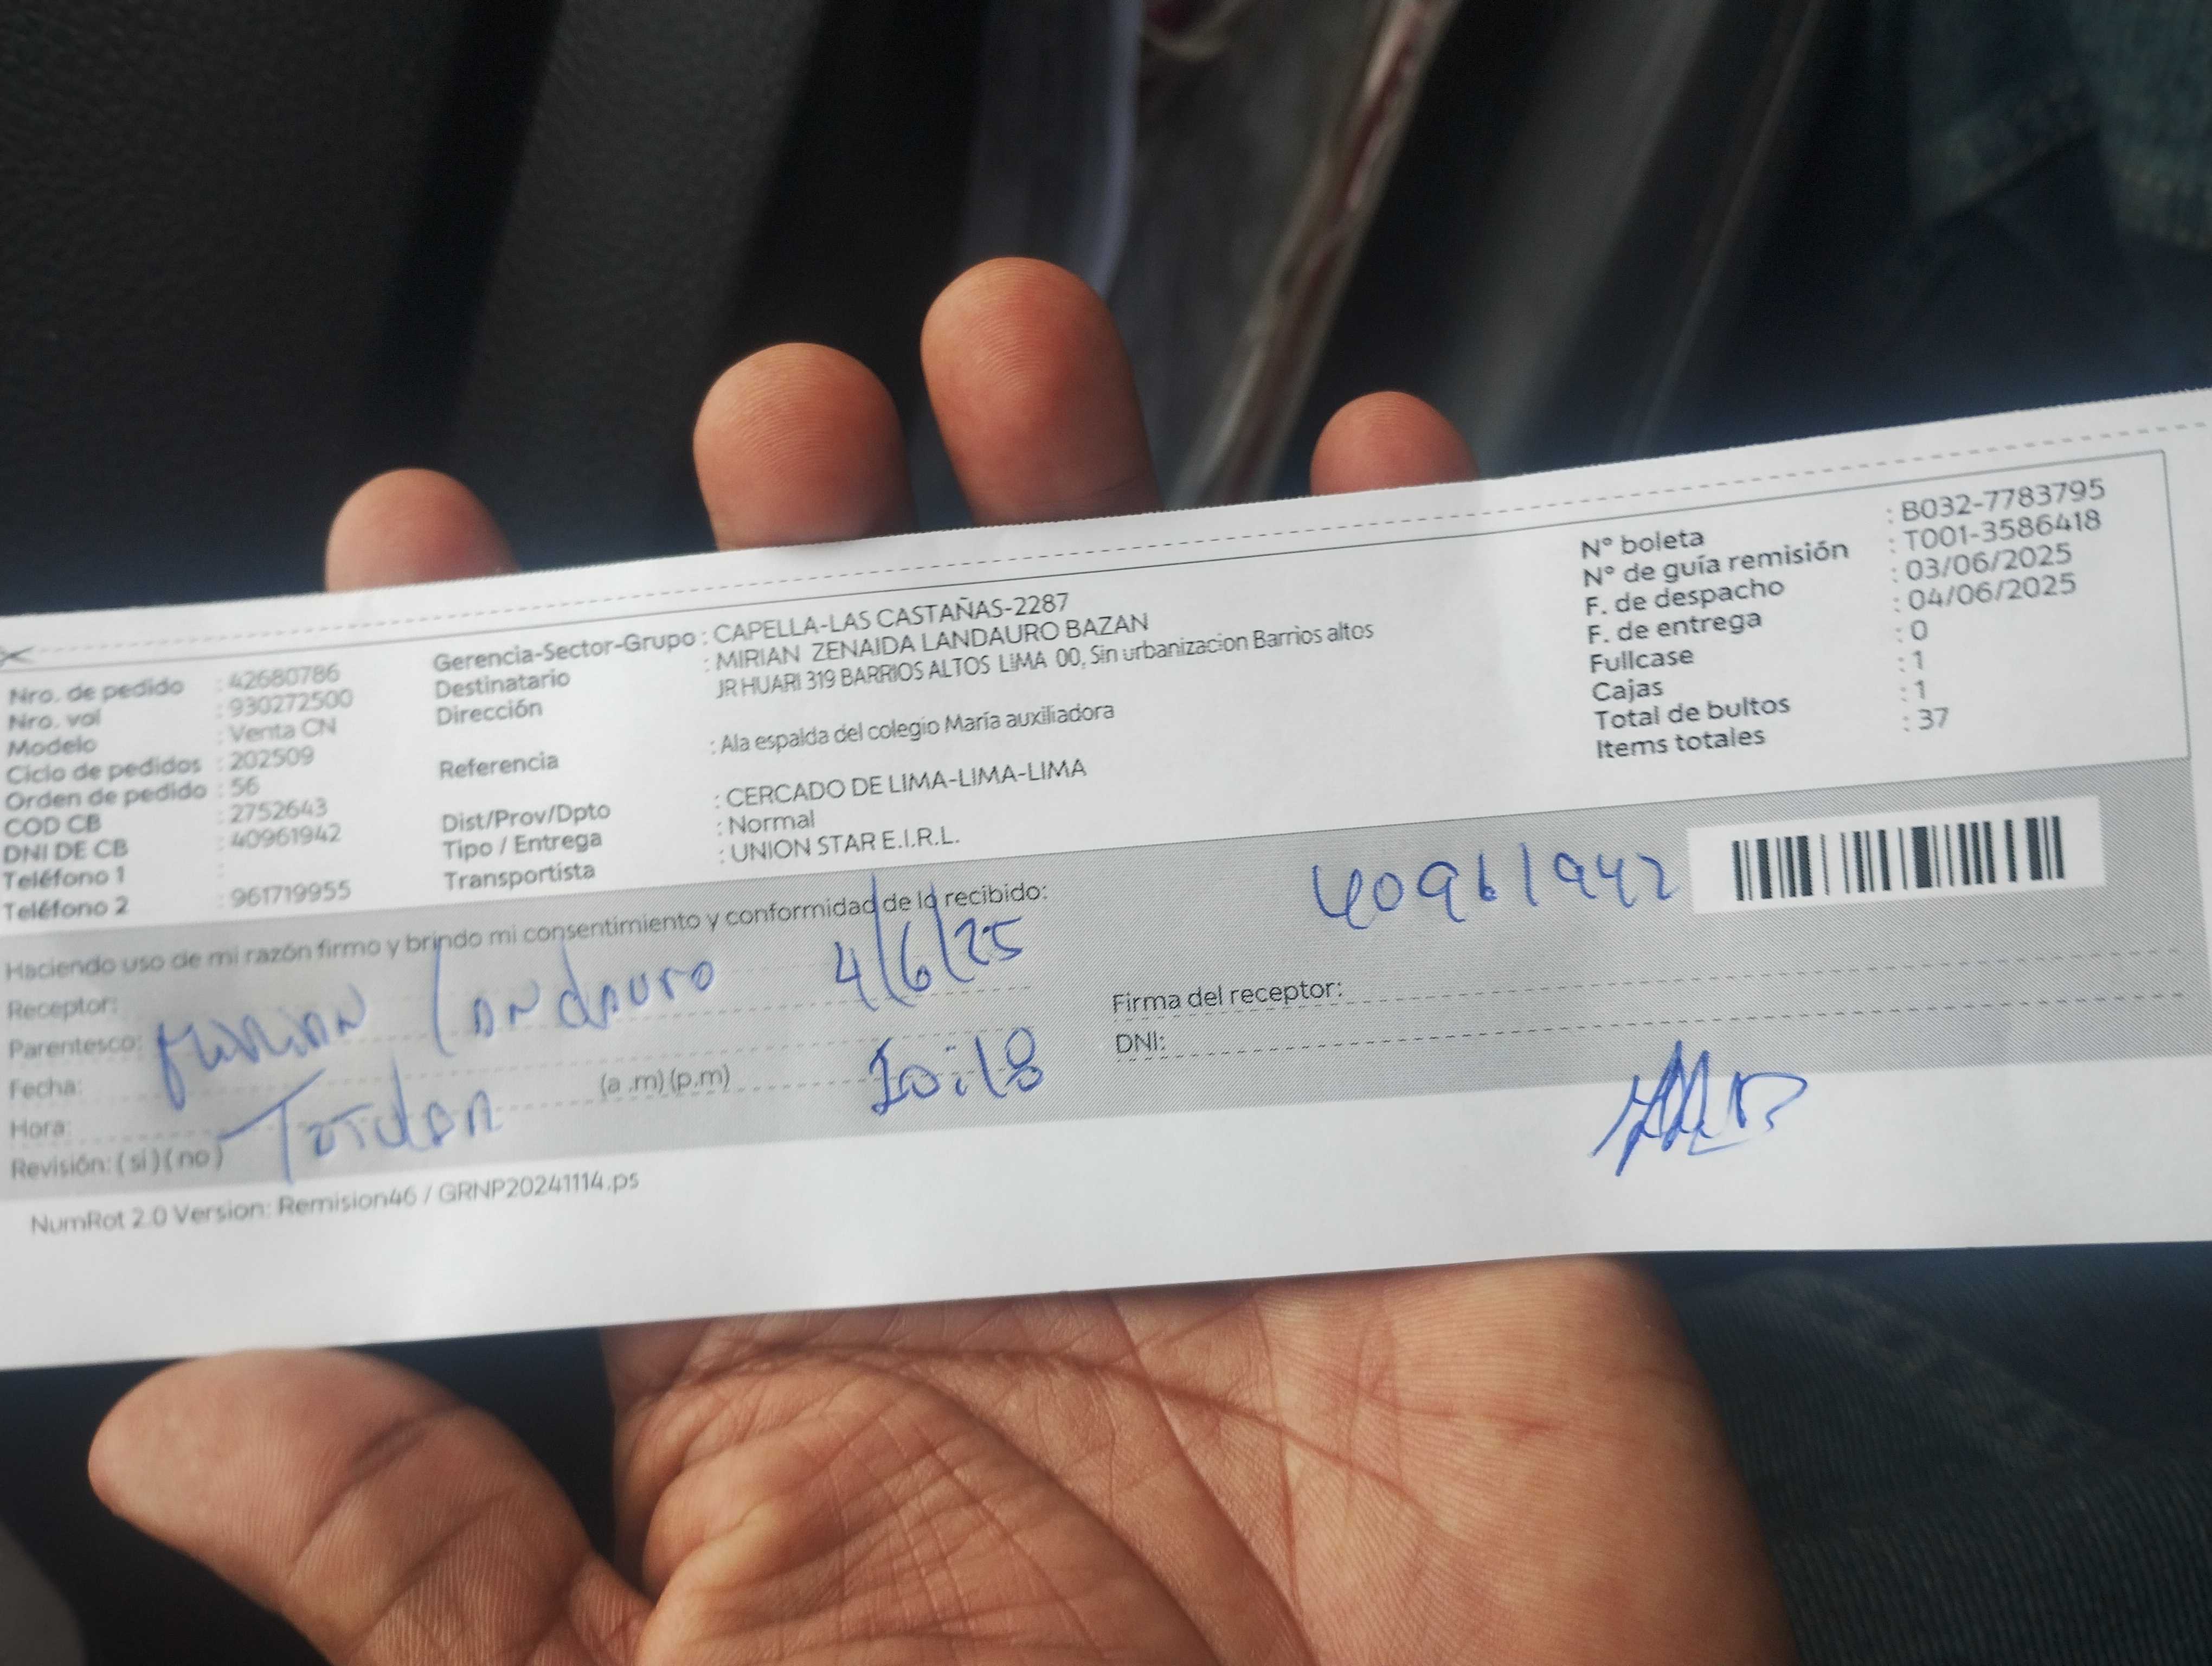 Nro. de pedido : 42680786
Nro. vol : 930272500
Modelo : Venta CN
Ciclo de pedidos : 202509
Orden de pedido : 56
COD CB : 2752643
DNI DE CB : 40961942
Teléfono 1 :
Teléfono 2 : 961719955
Gerencia-Sector-Grupo : CAPELLA-LAS CASTAÑAS-2287
Destinatario : MIRIAN ZENAIDA LANDAURO BAZAN
Dirección JR HUARI 319 BARRIOS ALTOS LIMA 00, Sin urbanizacion Barrios altos
Referencia : Ala espalda del colegio María auxiliadora
Dist/Prov/Dpto : CERCADO DE LIMA-LIMA-LIMA
Tipo / Entrega : Normal
Transportista : UNION STAR E.I.R.L.
N° boleta : B032-7783795
N° de guía remisión : T001-3586418
F. de despacho : 03/06/2025
F. de entrega : 04/06/2025
Fullcase : 0
Cajas : 1
Total de bultos : 1
Items totales : 37
Haciendo uso de mi razón firmo y brindo mi consentimiento y conformidad de lo recibido:
40961942
Receptor:
Mirian Landauro 4/6/25
Parentesco:
Fecha:
Hora: (a .m) (p.m) 10:18
Revisión: ( si ) ( no )
Firma del receptor:
DNI:
NumRot 2.0 Version: Remision46 / GRNP20241114.ps